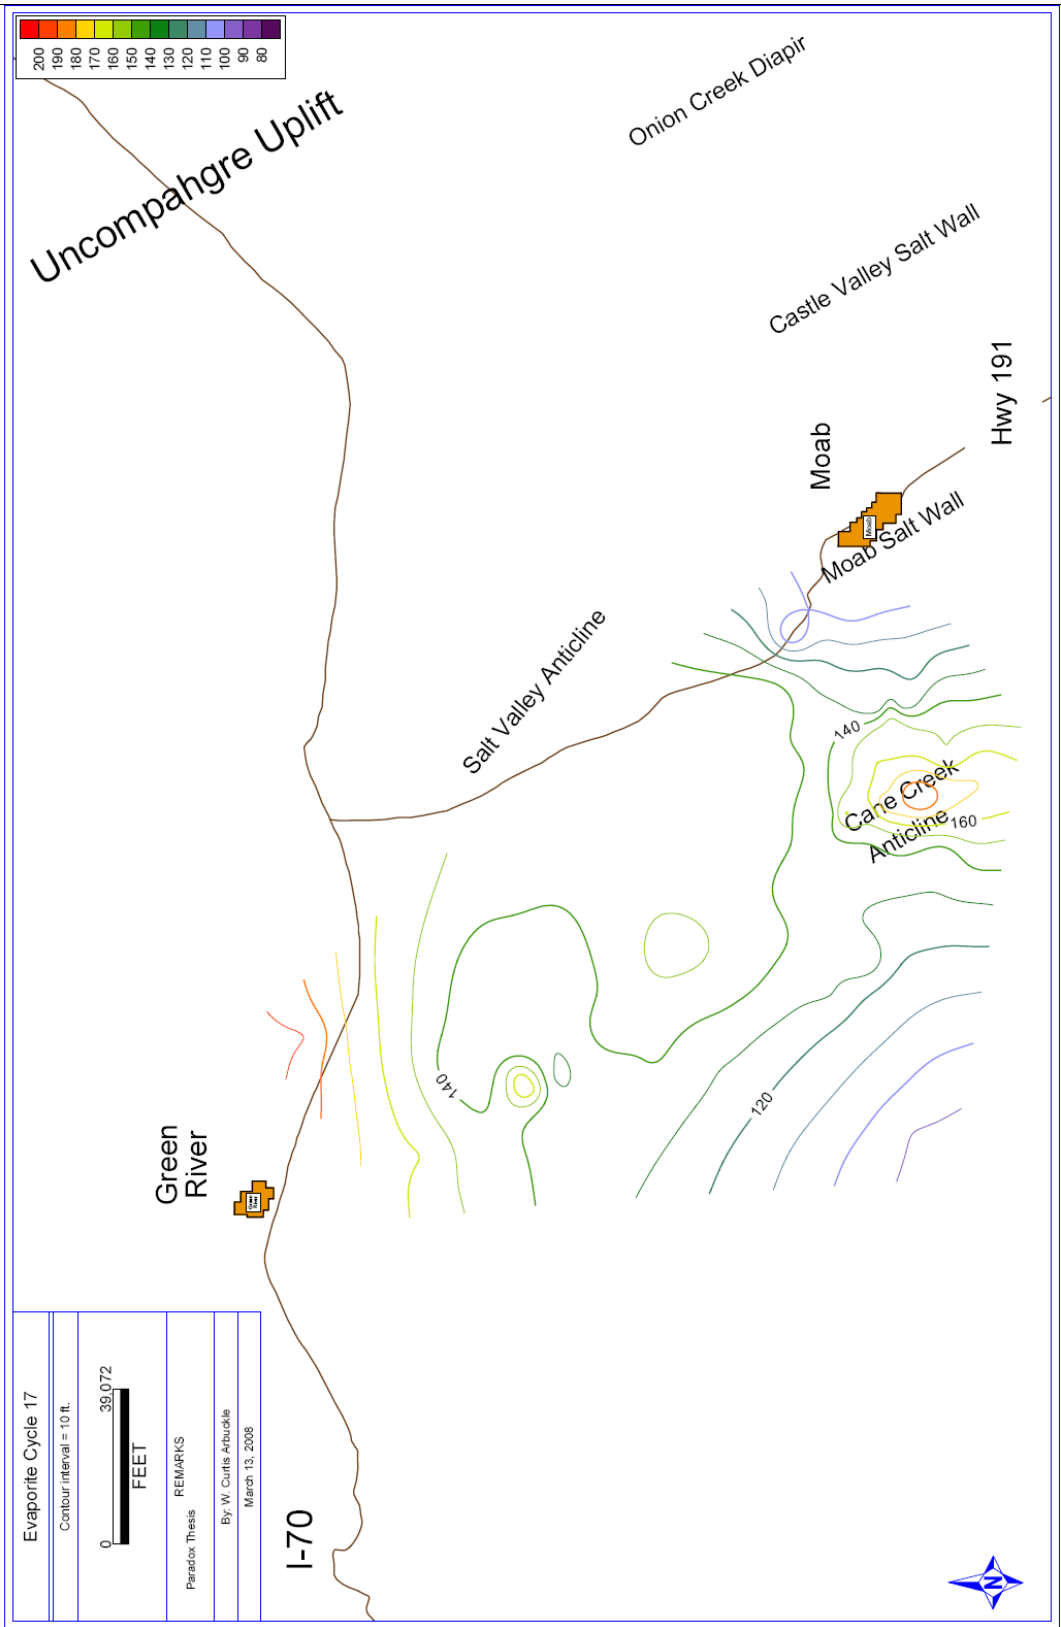 200
190
180
170
160
150
140
130
120
110
100
90
80
Uncompahgre Uplift
Onion Creek Diapir
Castle Valley Salt Wall
Hwy 191
Moab
Moab
Moab Salt Wall
Salt Valley Anticline
140
Cane Creek
Anticline
160
140
120
Green
River
Green
River
I-70
Evaporite Cycle 17
Contour interval = 10 ft.
0
39,072
FEET
REMARKS
Paradox Thesis
By: W. Curtis Arbuckle
March 13, 2008
N